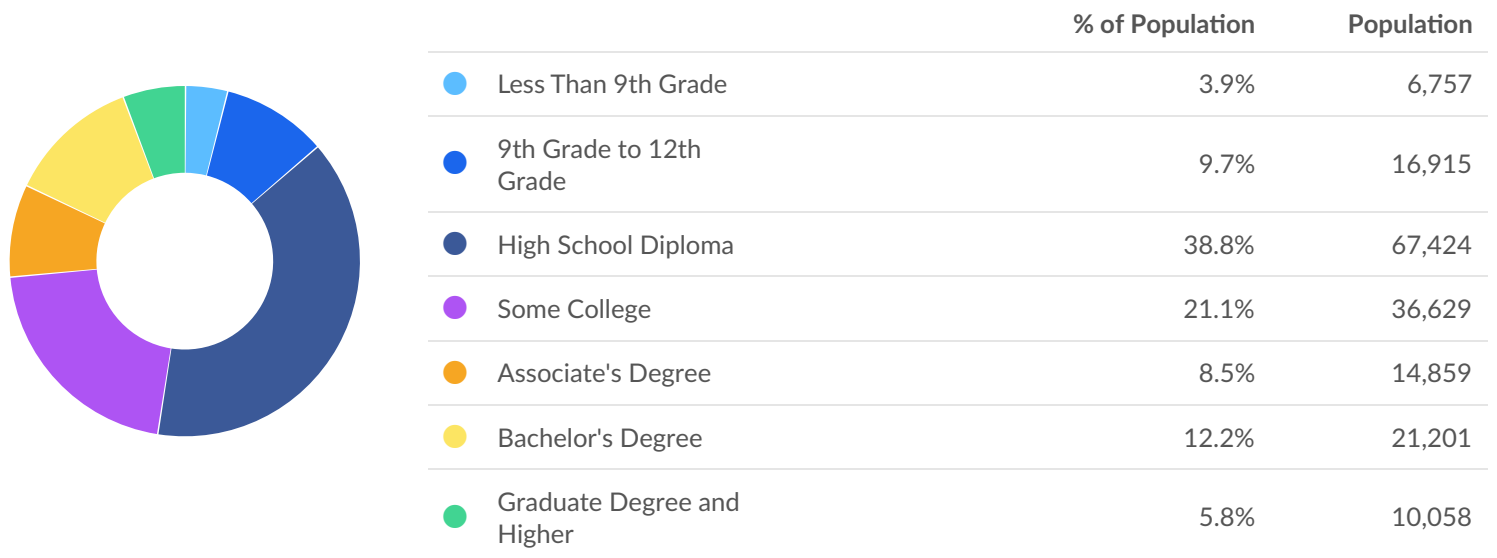 % of Population Population
Less Than 9th Grade 3.9% 6,757
9th Grade to 12th
Grade 9.7% 16,915
High School Diploma 38.8% 67,424
Some College 21.1% 36,629
Associate's Degree 8.5% 14,859
Bachelor's Degree 12.2% 21,201
Graduate Degree and
Higher 5.8% 10,058